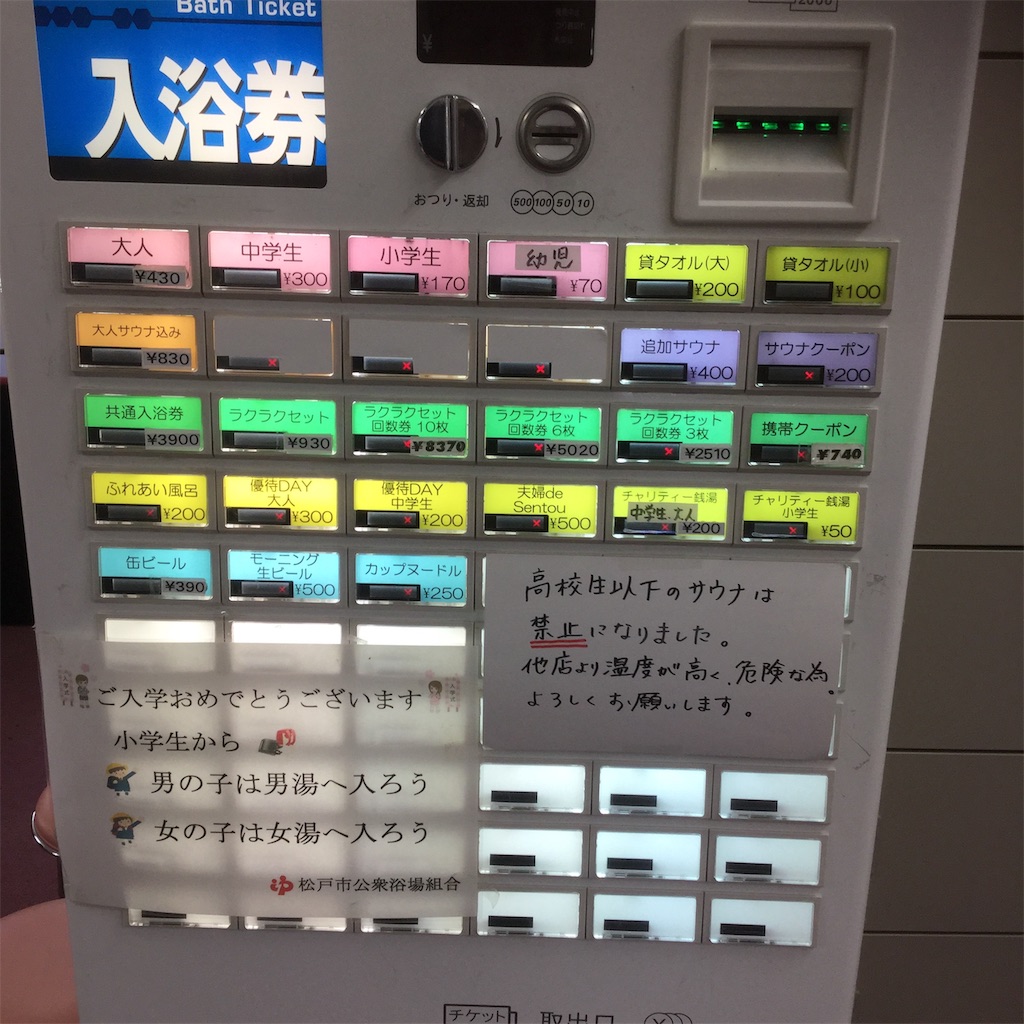 Bath Ticket
入浴券
¥
2000
おつり・返却
500 100 50 10
大人 ¥430
中学生 ¥300
小学生 ¥170
幼児 ¥70
貸タオル(大) ¥200
貸タオル(小) ¥100
大人サウナ込み ¥830
追加サウナ ¥400
サウナクーポン ¥200
共通入浴券 ¥3900
ラクラクセット ¥930
ラクラクセット
回数券 10枚 ¥8370
ラクラクセット
回数券 6枚 ¥5020
ラクラクセット
回数券 3枚 ¥2510
携帯クーポン ¥740
ふれあい風呂 ¥200
優待DAY
大人 ¥300
優待DAY
中学生 ¥200
夫婦de
Sentou ¥500
チャリティー銭湯
中学生、大人 ¥200
チャリティー銭湯
小学生 ¥50
缶ビール ¥390
モーニング
生ビール ¥500
カップヌードル ¥250
高校生以下のサウナは
禁止になりました。
他店より温度が高く、危険な為
よろしくお願いします。
ご入学おめでとうございます
小学生から
男の子は男湯へ入ろう
女の子は女湯へ入ろう
ゆ 松戸市公衆浴場組合
チケット 取出口